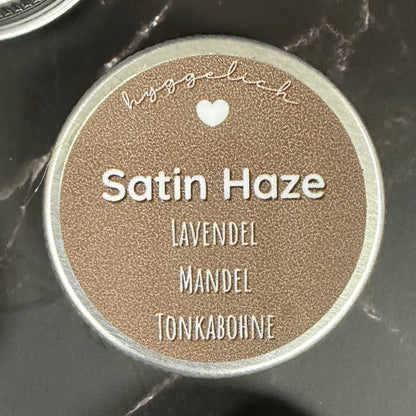 hyggelich
Satin Haze
LAVENDEL
MANDEL
TONKABOHNE